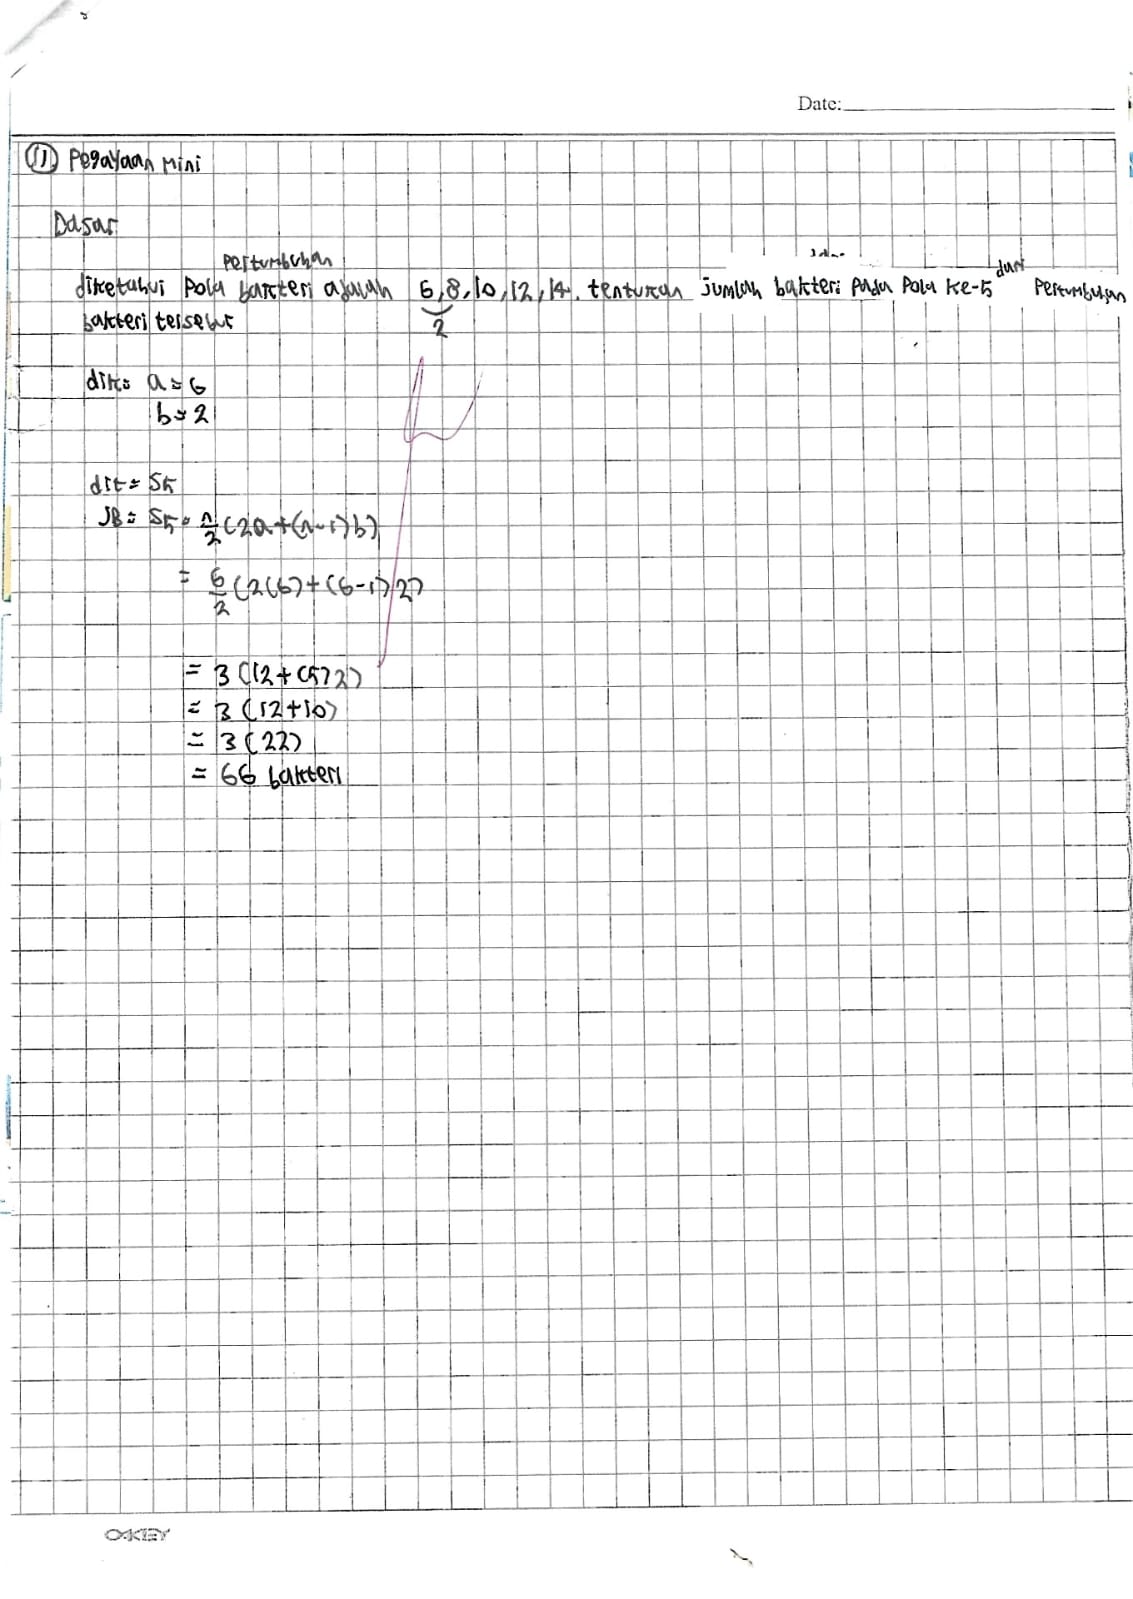 Date:
(1) Pegayaan Mini
Dasar
Pertumbuhan
dari
diketahui Pola bakteri adalah 6,8,10,12,14. tentukan jumlah bakteri pada Pola ke-5 Pertumbuhan
bakteri tersebut
2
dik: a = 6
b = 2
dit = S5
JB = S5 = n/2 (2a+(n-1)b)
= 6/2 (2(6)+(6-1)2)
= 3 (12+(5)2)
= 3 (12+10)
= 3 (22)
= 66 bakteri
OKEY